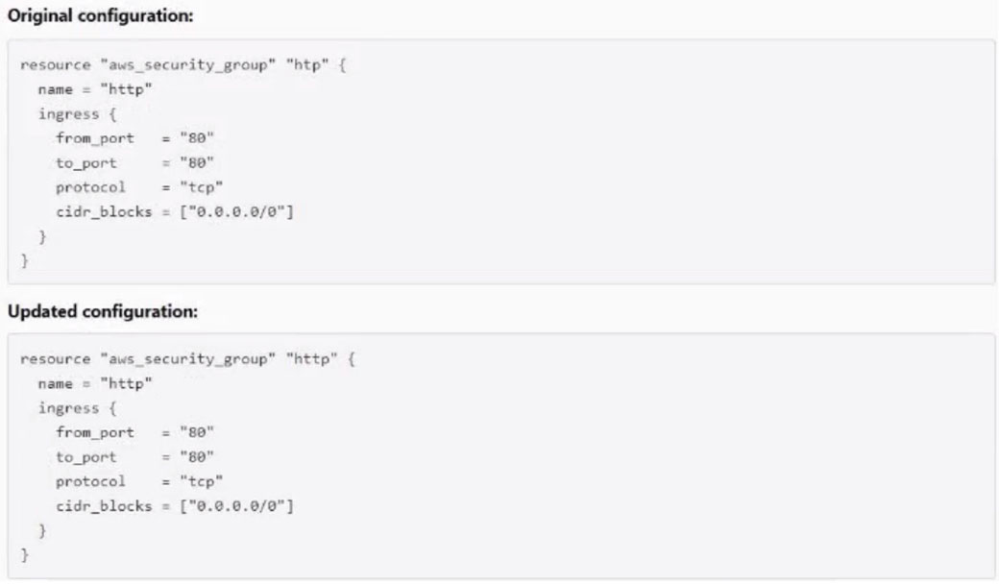 Original configuration:
resource "aws_security_group" "htp" {
  name = "http"
  ingress {
    from_port   = "80"
    to_port     = "80"
    protocol    = "tcp"
    cidr_blocks = ["0.0.0.0/0"]
  }
}
Updated configuration:
resource "aws_security_group" "http" {
  name = "http"
  ingress {
    from_port   = "80"
    to_port     = "80"
    protocol    = "tcp"
    cidr_blocks = ["0.0.0.0/0"]
  }
}